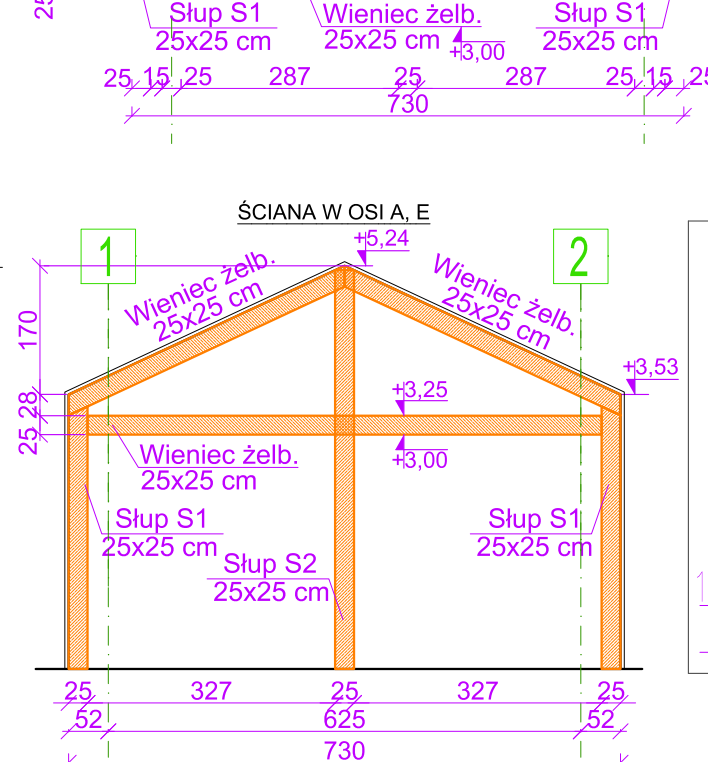 25
Słup S1
25x25 cm
Wieniec żelb.
25x25 cm
+3,00
Słup S1
25x25 cm
25 15 25 287 25 287 25 15 25
730
ŚCIANA W OSI A, E
1
2
+5,24
Wieniec żelb.
25x25 cm
Wieniec żelb.
25x25 cm
170
+3,53
28
+3,25
25
+3,00
Wieniec żelb.
25x25 cm
Słup S1
25x25 cm
Słup S1
25x25 cm
Słup S2
25x25 cm
1
25 327 25 327 25
52 625 52
730